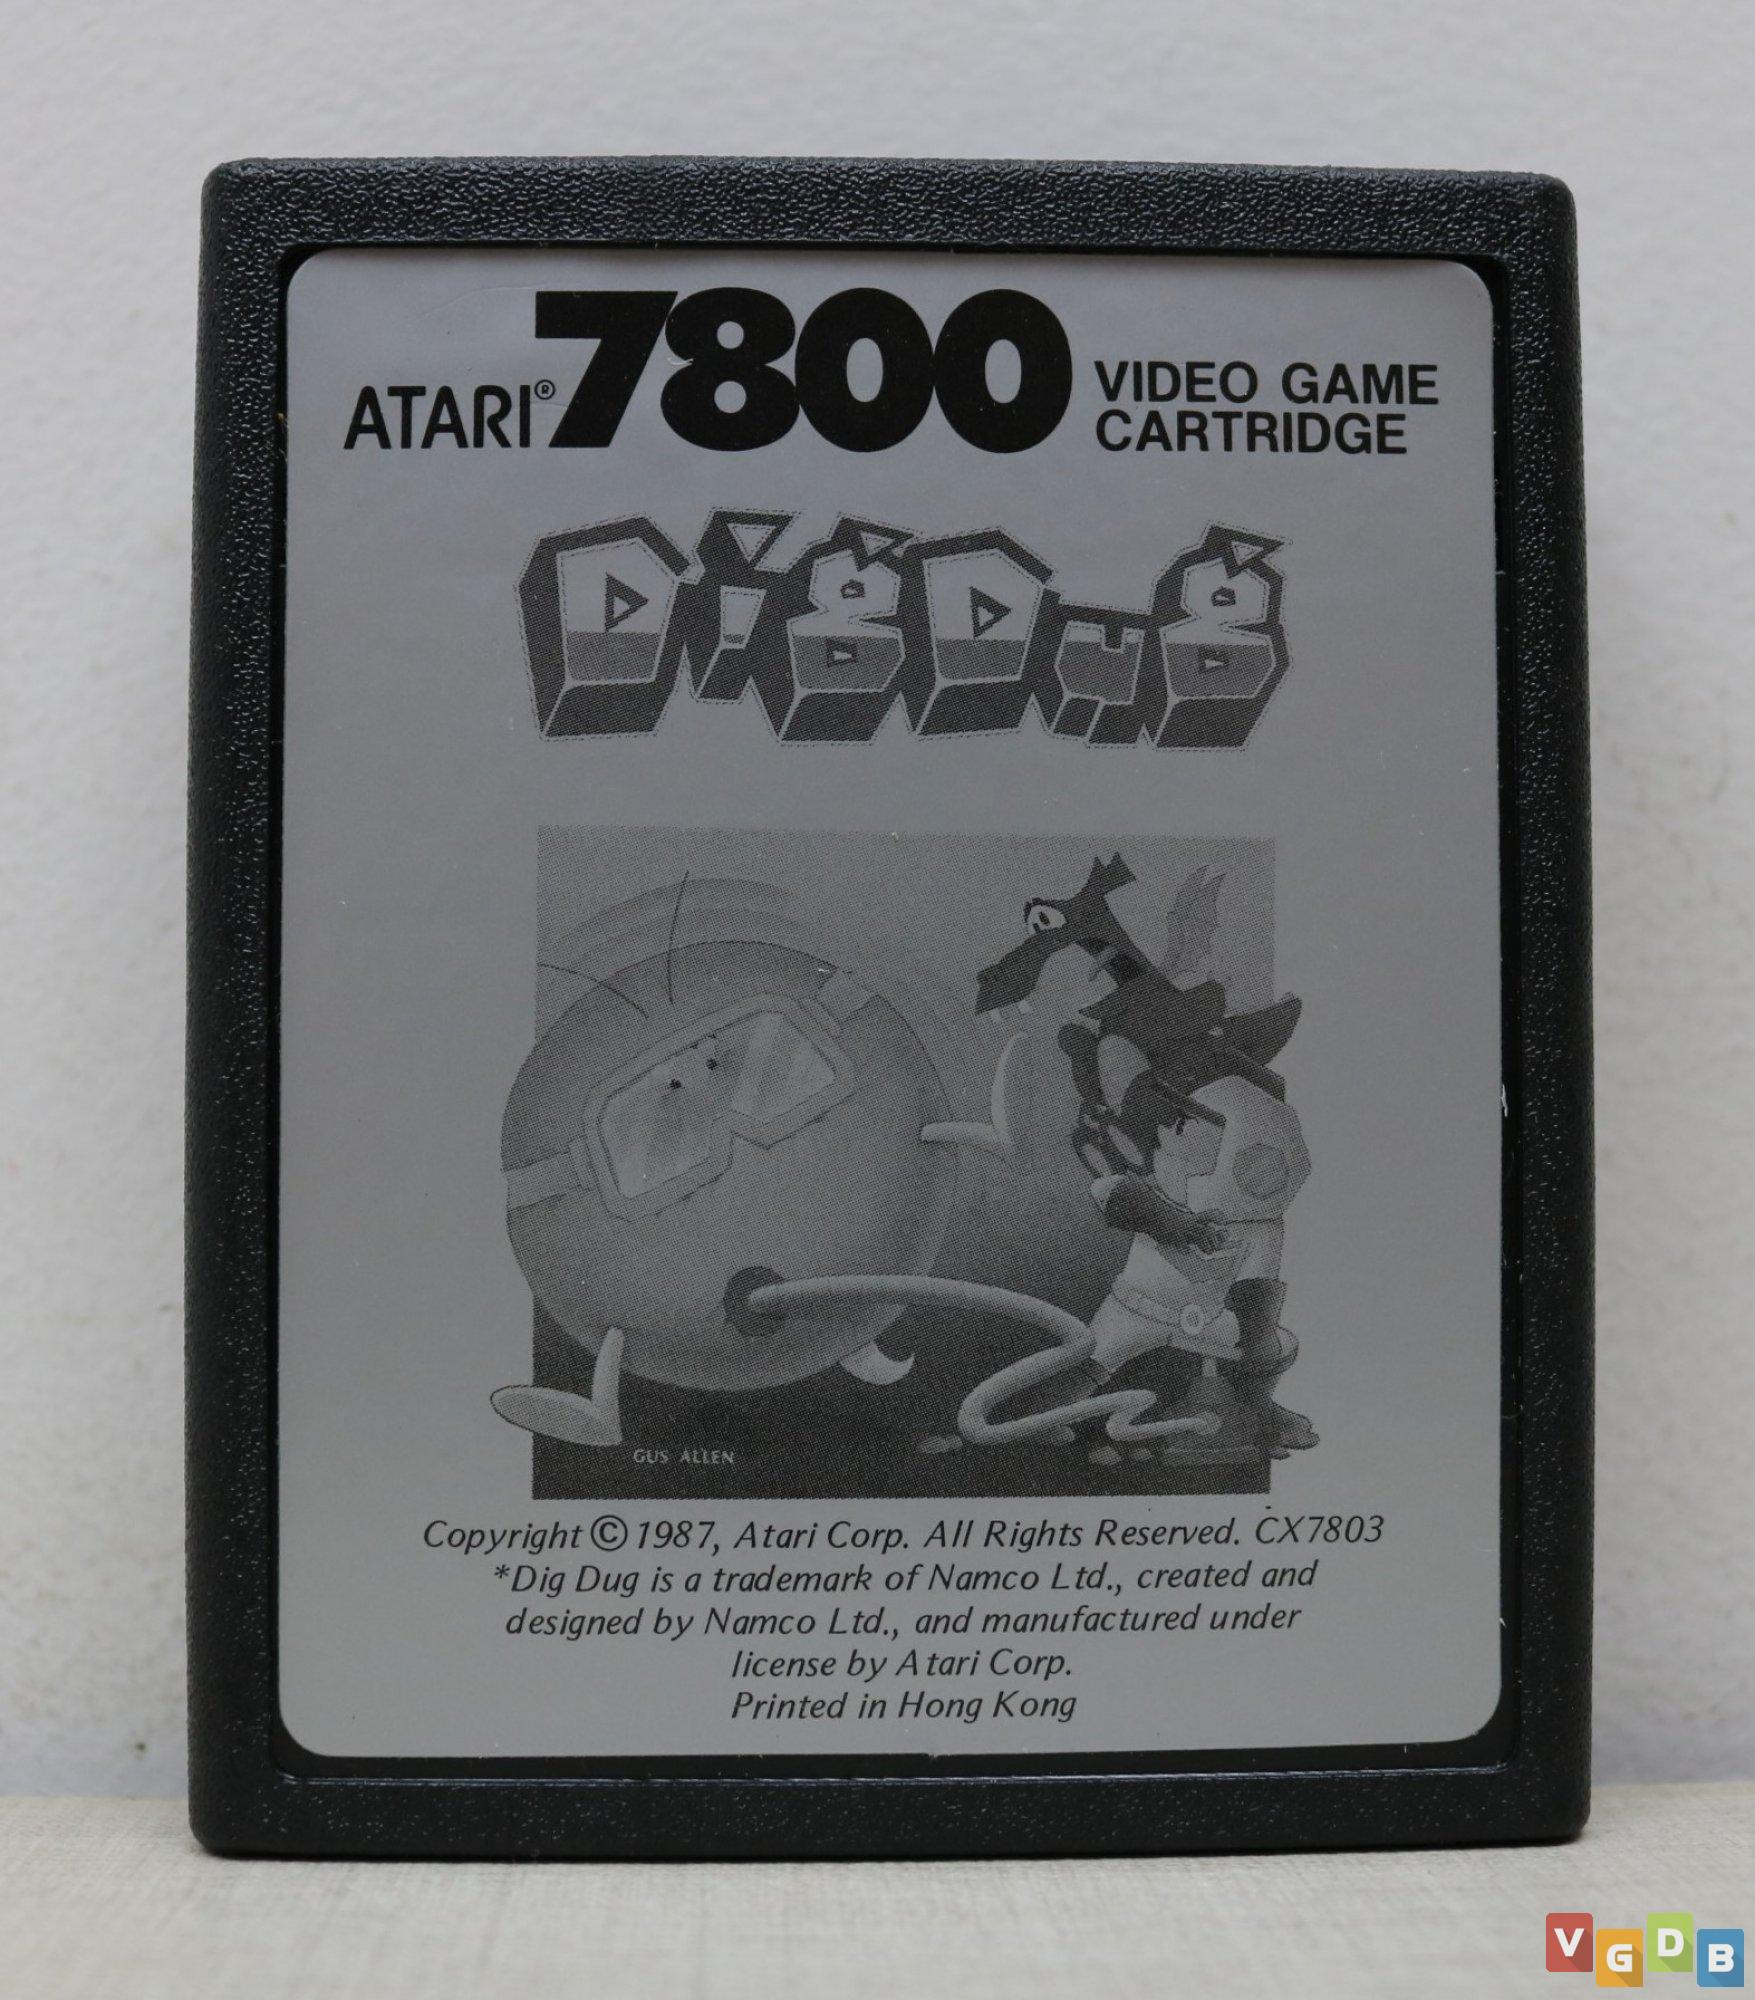 ATARI® 7800 VIDEO GAME
CARTRIDGE
DiGDuG
GUS ALLEN
Copyright © 1987, Atari Corp. All Rights Reserved. CX7803
*Dig Dug is a trademark of Namco Ltd., created and
designed by Namco Ltd., and manufactured under
license by Atari Corp.
Printed in Hong Kong
VGDB